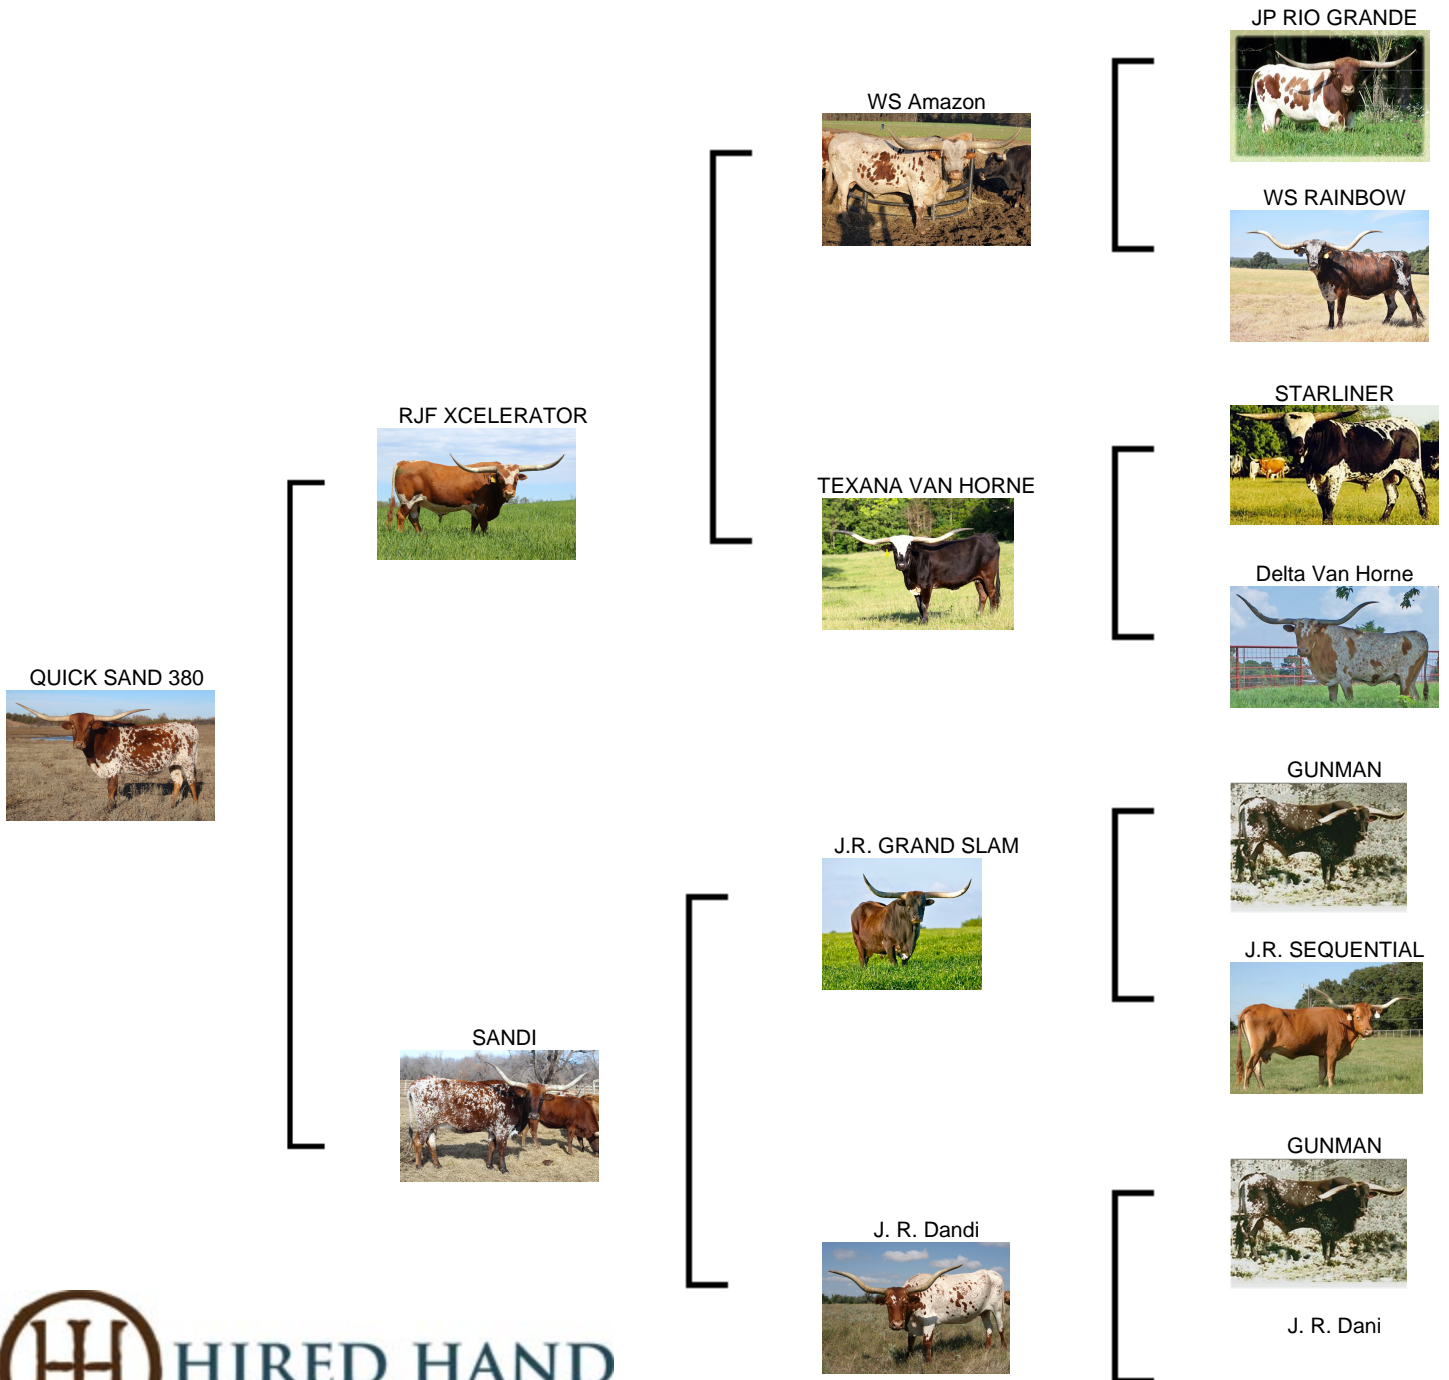 JP RIO GRANDE
WS Amazon
WS RAINBOW
STARLINER
RJF XCELERATOR
TEXANA VAN HORNE
Delta Van Horne
QUICK SAND 380
GUNMAN
J.R. GRAND SLAM
J.R. SEQUENTIAL
SANDI
GUNMAN
J. R. Dandi
J. R. Dani
HIRED HAND